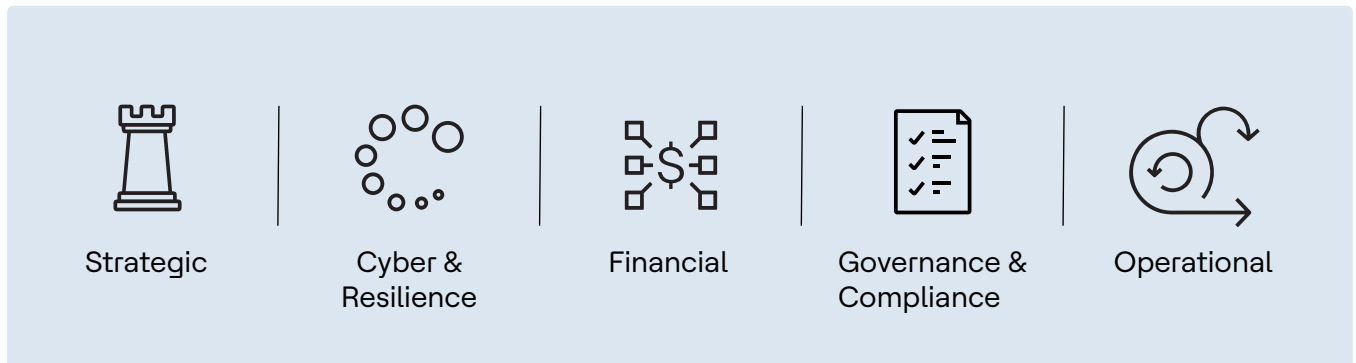 Strategic
Cyber &
Resilience
Financial
Governance &
Compliance
Operational